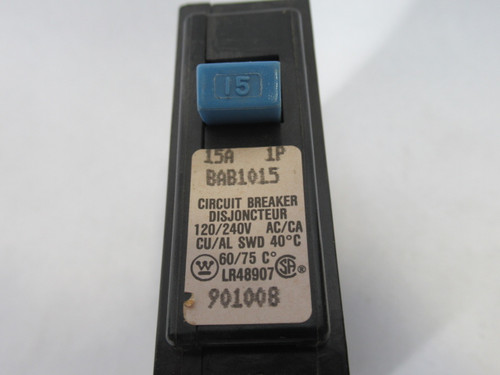 15
15A 1P
BAB1015
CIRCUIT BREAKER
DISJONCTEUR
120/240V AC/CA
CU/AL SWD 40°C
60/75 C°
LR48907
901008